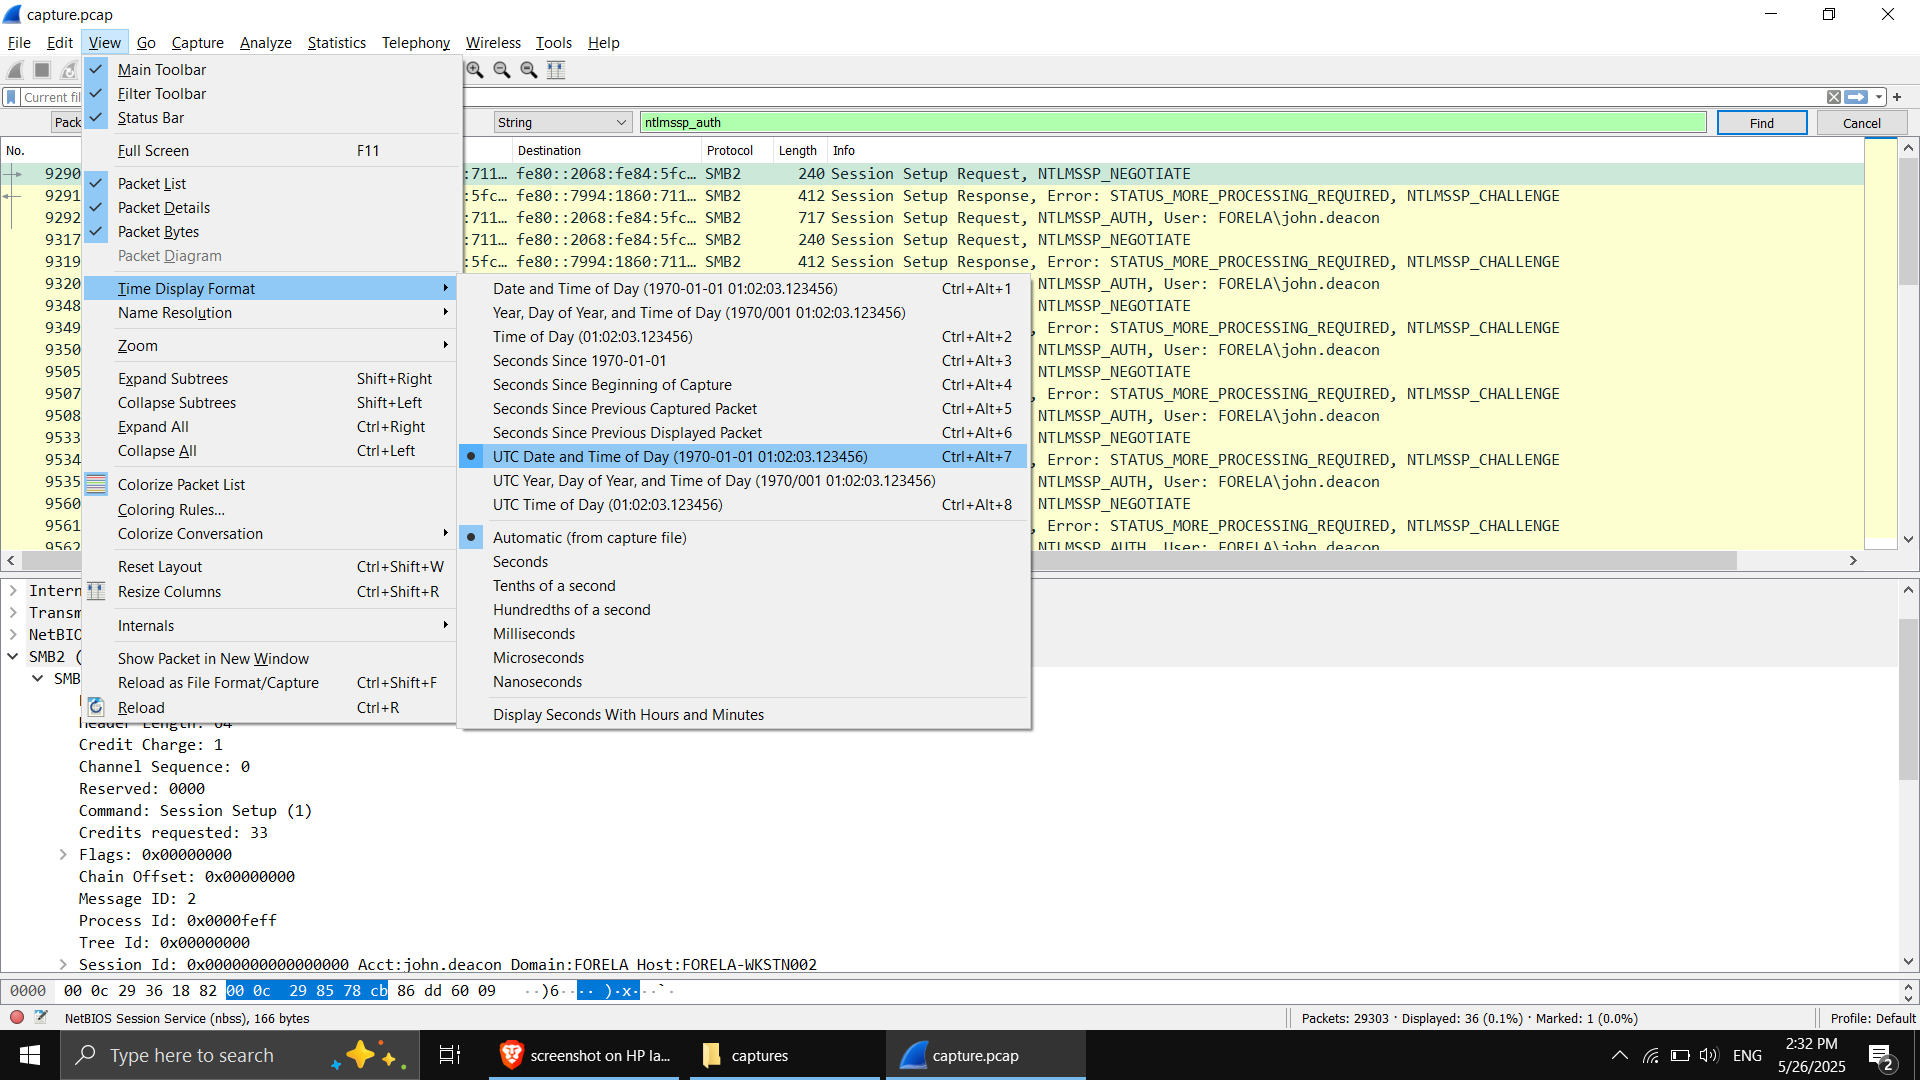 capture.pcap
File Edit View Go Capture Analyze Statistics Telephony Wireless Tools Help
Main Toolbar
Filter Toolbar
Status Bar
Full Screen F11
Packet List
Packet Details
Packet Bytes
Packet Diagram
Time Display Format
Name Resolution
Zoom
Expand Subtrees Shift+Right
Collapse Subtrees Shift+Left
Expand All Ctrl+Right
Collapse All Ctrl+Left
Colorize Packet List
Coloring Rules...
Colorize Conversation
Reset Layout Ctrl+Shift+W
Resize Columns Ctrl+Shift+R
Internals
Show Packet in New Window
Reload as File Format/Capture Ctrl+Shift+F
Reload Ctrl+R
Date and Time of Day (1970-01-01 01:02:03.123456) Ctrl+Alt+1
Year, Day of Year, and Time of Day (1970/001 01:02:03.123456)
Time of Day (01:02:03.123456) Ctrl+Alt+2
Seconds Since 1970-01-01 Ctrl+Alt+3
Seconds Since Beginning of Capture Ctrl+Alt+4
Seconds Since Previous Captured Packet Ctrl+Alt+5
Seconds Since Previous Displayed Packet Ctrl+Alt+6
UTC Date and Time of Day (1970-01-01 01:02:03.123456) Ctrl+Alt+7
UTC Year, Day of Year, and Time of Day (1970/001 01:02:03.123456)
UTC Time of Day (01:02:03.123456) Ctrl+Alt+8
Automatic (from capture file)
Seconds
Tenths of a second
Hundredths of a second
Milliseconds
Microseconds
Nanoseconds
Display Seconds With Hours and Minutes
Current fil
Pack String ntlmssp_auth Find Cancel
No. Destination Protocol Length Info
9290 :711… fe80::2068:fe84:5fc… SMB2 240 Session Setup Request, NTLMSSP_NEGOTIATE
9291 :5fc… fe80::7994:1860:711… SMB2 412 Session Setup Response, Error: STATUS_MORE_PROCESSING_REQUIRED, NTLMSSP_CHALLENGE
9292 :711… fe80::2068:fe84:5fc… SMB2 717 Session Setup Request, NTLMSSP_AUTH, User: FORELA\john.deacon
9317 :711… fe80::2068:fe84:5fc… SMB2 240 Session Setup Request, NTLMSSP_NEGOTIATE
9319 :5fc… fe80::7994:1860:711… SMB2 412 Session Setup Response, Error: STATUS_MORE_PROCESSING_REQUIRED, NTLMSSP_CHALLENGE
9320 NTLMSSP_AUTH, User: FORELA\john.deacon
9348 NTLMSSP_NEGOTIATE
9349 , Error: STATUS_MORE_PROCESSING_REQUIRED, NTLMSSP_CHALLENGE
9350 NTLMSSP_AUTH, User: FORELA\john.deacon
9505 NTLMSSP_NEGOTIATE
9507 , Error: STATUS_MORE_PROCESSING_REQUIRED, NTLMSSP_CHALLENGE
9508 NTLMSSP_AUTH, User: FORELA\john.deacon
9533 NTLMSSP_NEGOTIATE
9534 , Error: STATUS_MORE_PROCESSING_REQUIRED, NTLMSSP_CHALLENGE
9535 NTLMSSP_AUTH, User: FORELA\john.deacon
9560 NTLMSSP_NEGOTIATE
9561 , Error: STATUS_MORE_PROCESSING_REQUIRED, NTLMSSP_CHALLENGE
9562 NTLMSSP_AUTH, User: FORELA\john.deacon
Intern
Transm
NetBIO
SMB2 (
SMB
Header Length: 64
Credit Charge: 1
Channel Sequence: 0
Reserved: 0000
Command: Session Setup (1)
Credits requested: 33
Flags: 0x00000000
Chain Offset: 0x00000000
Message ID: 2
Process Id: 0x0000feff
Tree Id: 0x00000000
Session Id: 0x0000000000000000 Acct:john.deacon Domain:FORELA Host:FORELA-WKSTN002
0000 00 0c 29 36 18 82 00 0c 29 85 78 cb 86 dd 60 09 ··)6···· )·x···`·
NetBIOS Session Service (nbss), 166 bytes Packets: 29303 · Displayed: 36 (0.1%) · Marked: 1 (0.0%) Profile: Default
Type here to search screenshot on HP la... captures capture.pcap ENG 2:32 PM
5/26/2025 2